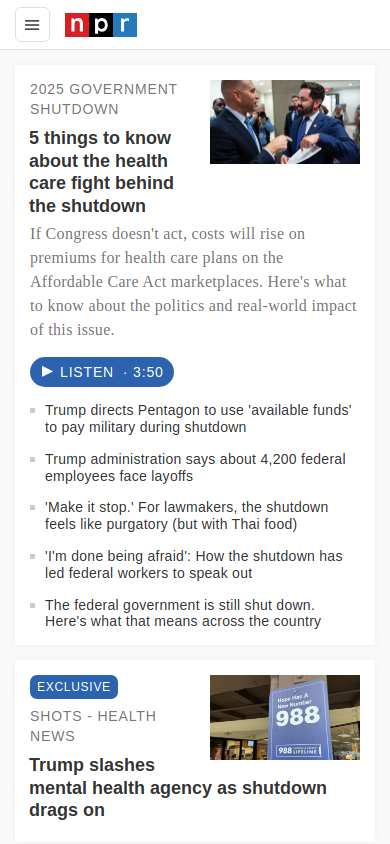 npr
2025 GOVERNMENT
SHUTDOWN
5 things to know
about the health
care fight behind
the shutdown
If Congress doesn't act, costs will rise on
premiums for health care plans on the
Affordable Care Act marketplaces. Here's what
to know about the politics and real-world impact
of this issue.
LISTEN · 3:50
Trump directs Pentagon to use 'available funds'
to pay military during shutdown
Trump administration says about 4,200 federal
employees face layoffs
'Make it stop.' For lawmakers, the shutdown
feels like purgatory (but with Thai food)
'I'm done being afraid': How the shutdown has
led federal workers to speak out
The federal government is still shut down.
Here's what that means across the country
EXCLUSIVE
SHOTS - HEALTH
NEWS
Hope Has A
New Number
988
988
LIFELINE
Trump slashes
mental health agency as shutdown
drags on